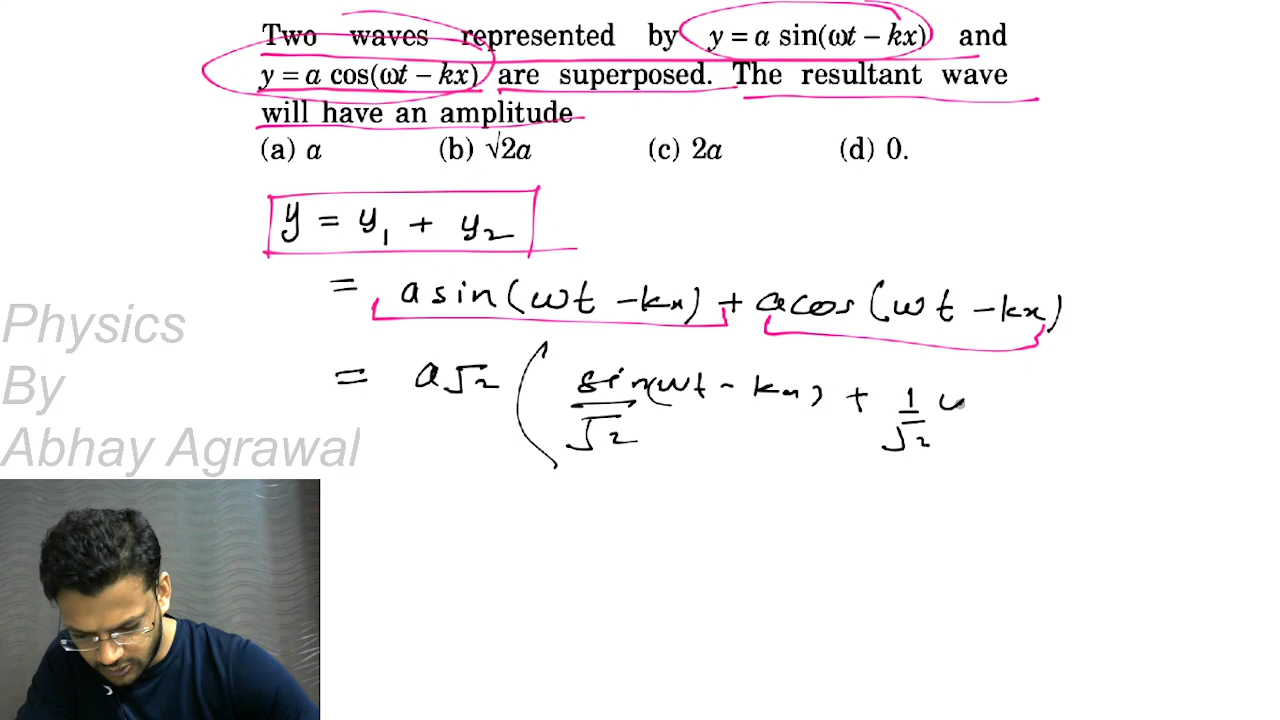 Two waves represented by y = a sin(ωt − kx) and
y = a cos(ωt − kx) are superposed. The resultant wave
will have an amplitude
(a) a (b) √2a (c) 2a (d) 0.
y = y₁ + y₂
= a sin(ωt − kx) + a cos(ωt − kx)
= a√2 ( sin(ωt − kx)/√2 + 1/√2
Physics
By
Abhay Agrawal